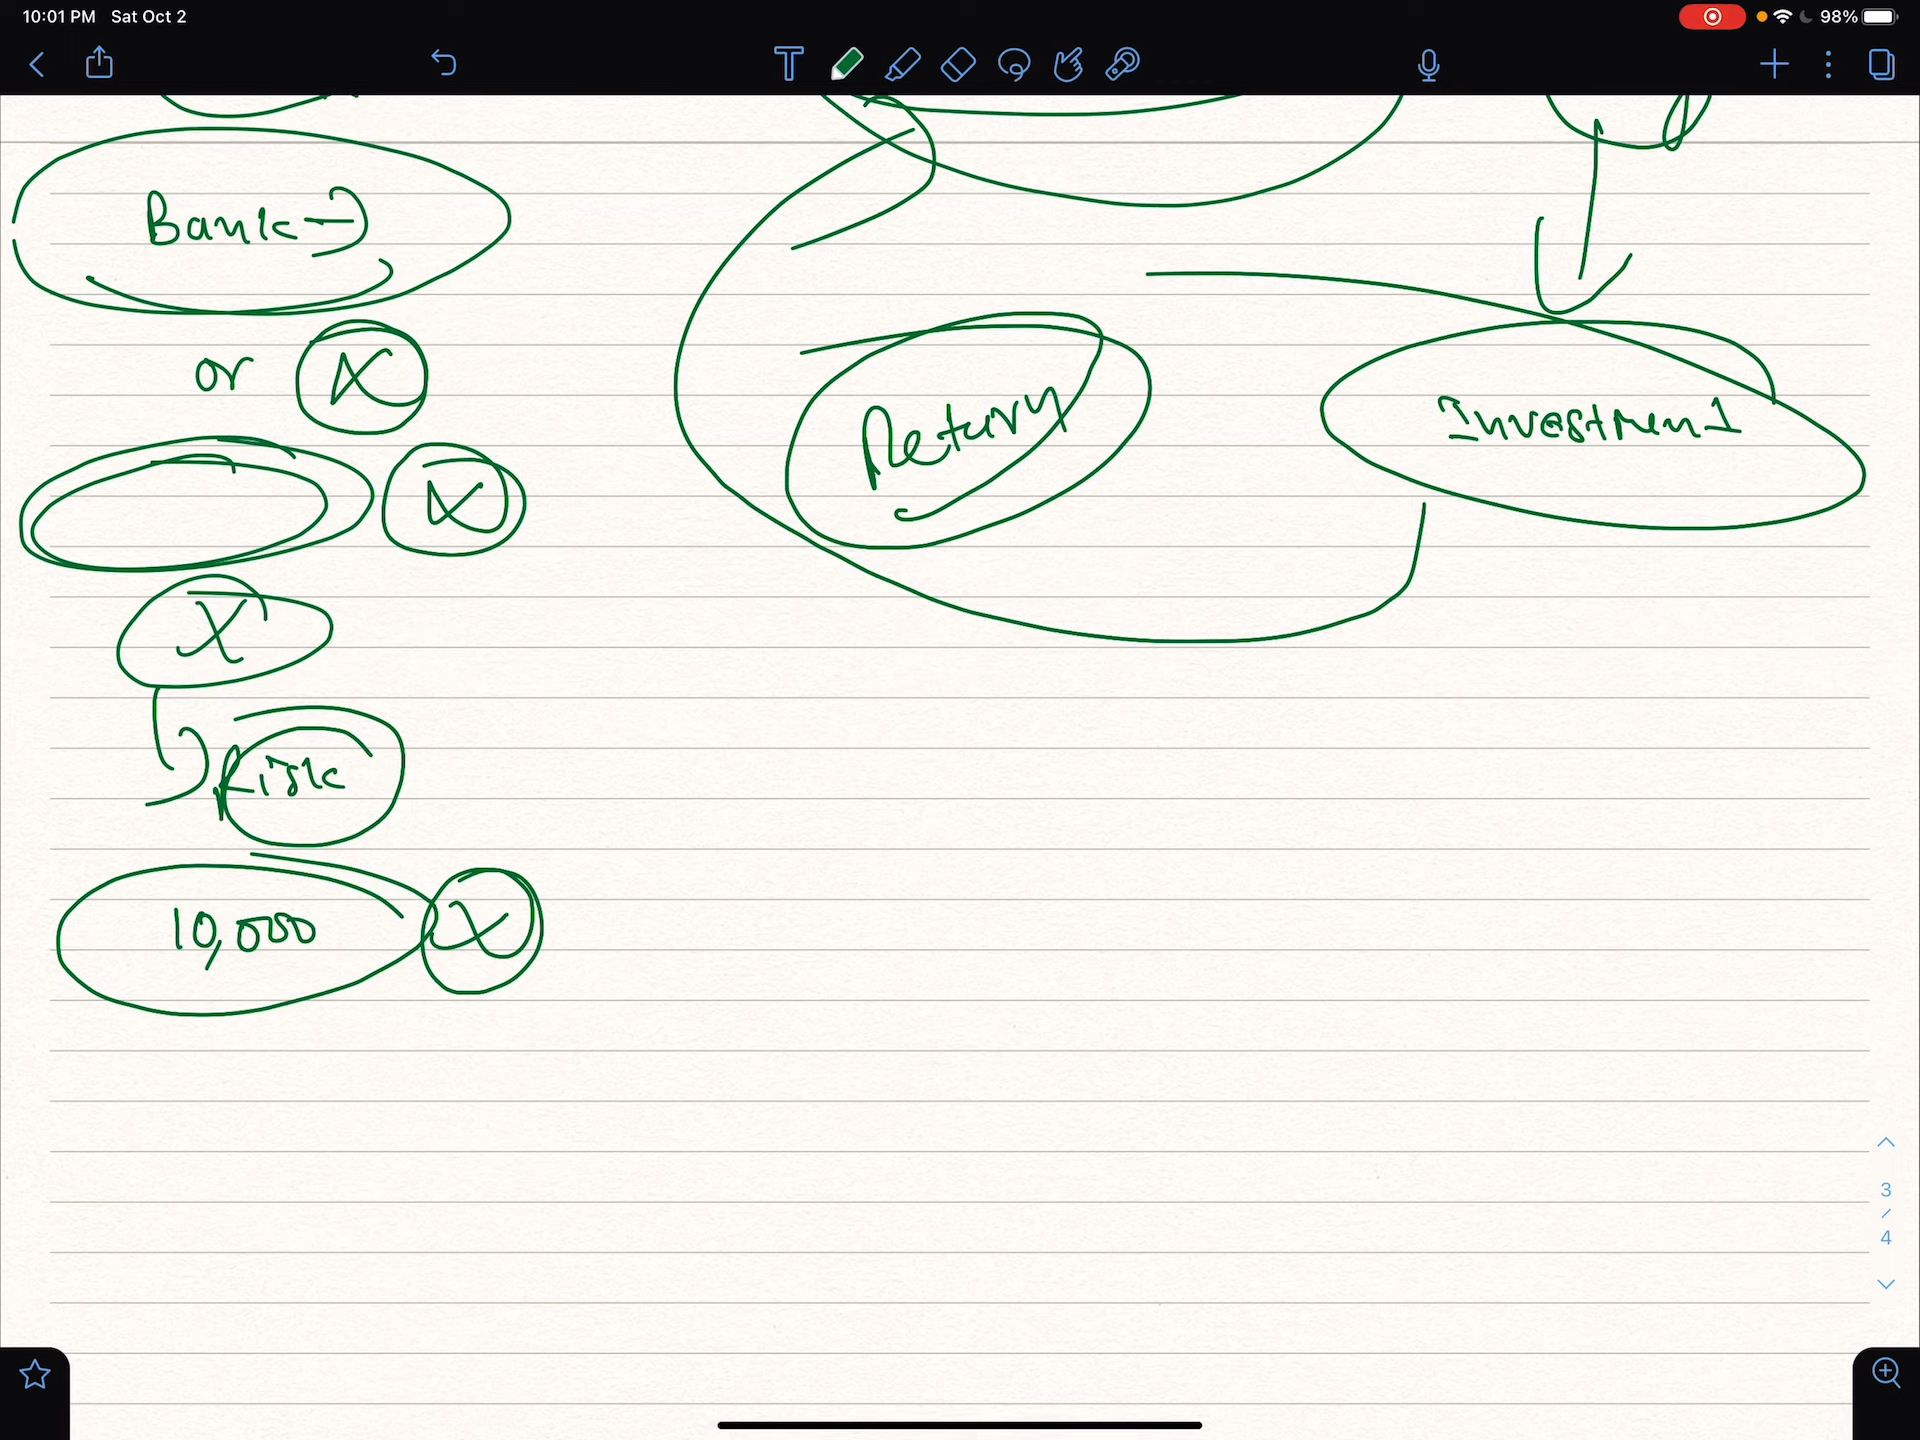 10:01 PM Sat Oct 2
98%
Bank →
or X
X
X
Risk
10,000 X
Return
Investment
3
/
4